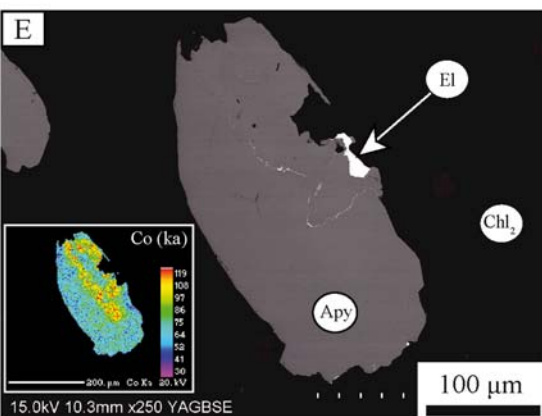 E
El
Chl₂
Co (ka)
119
108
97
86
75
64
52
41
30
200. µm Co Ka 20. kV
Apy
100 µm
15.0kV 10.3mm x250 YAGBSE